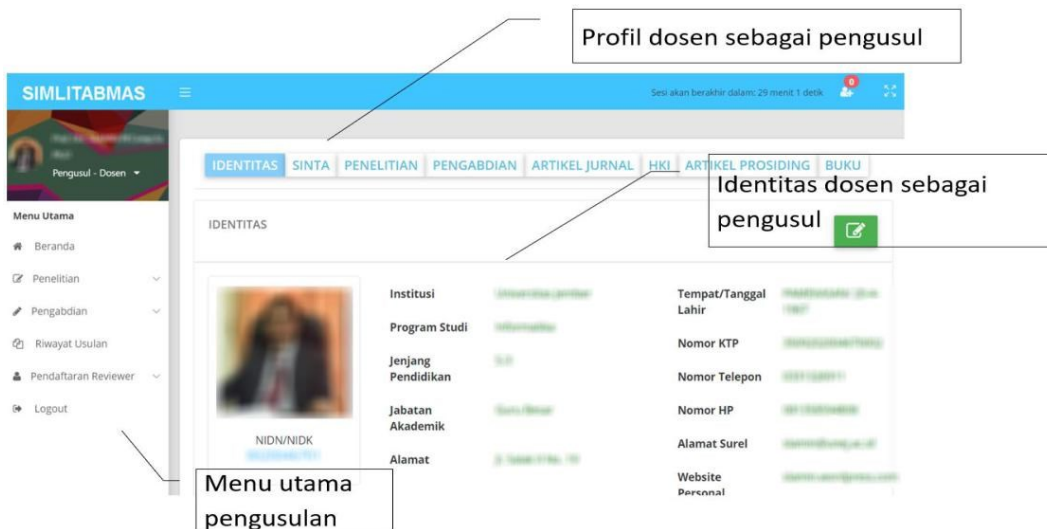 Profil dosen sebagai pengusul
SIMLITABMAS
Sesi akan berakhir dalam: 29 menit 1 detik
0
Pengusul - Dosen
IDENTITAS SINTA PENELITIAN PENGABDIAN ARTIKEL JURNAL HKI ARTIKEL PROSIDING BUKU
Identitas dosen sebagai
pengusul
Menu Utama
Beranda
Penelitian
Pengabdian
Riwayat Usulan
Pendaftaran Reviewer
Logout
IDENTITAS
NIDN/NIDK
Institusi
Program Studi
Jenjang
Pendidikan
Jabatan
Akademik
Alamat
Tempat/Tanggal
Lahir
Nomor KTP
Nomor Telepon
Nomor HP
Alamat Surel
Website
Personal
Menu utama
pengusulan